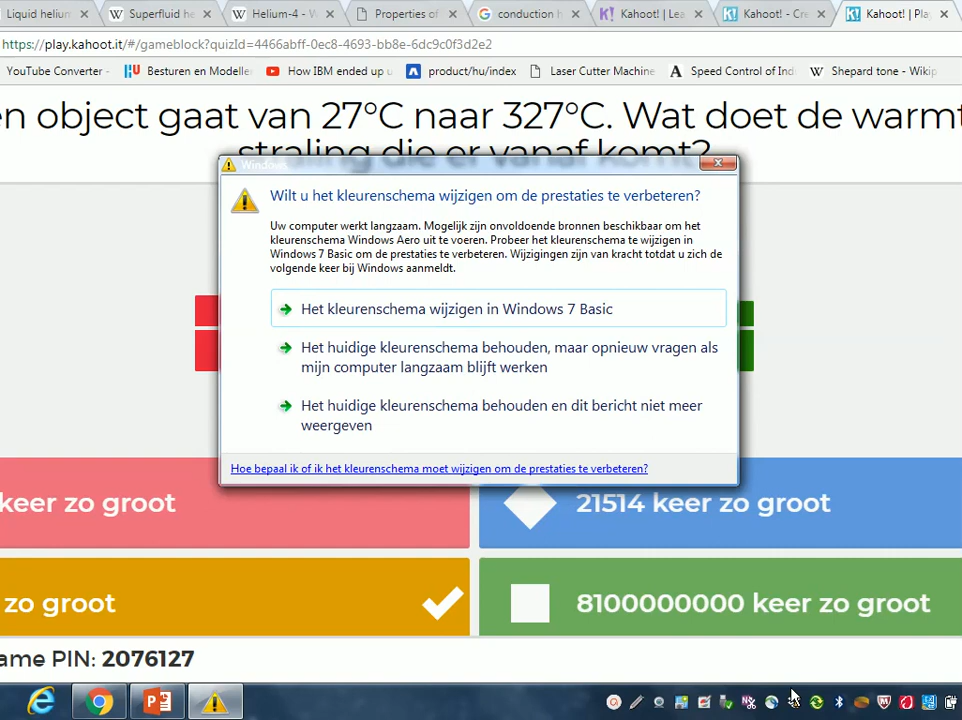 Liquid helium Superfluid he Helium-4 - W Properties of conduction h Kahoot! | Lea Kahoot! - Cre Kahoot! | Pla
https://play.kahoot.it/#/gameblock?quizId=4466abff-0ec8-4693-bb8e-6dc9c0f3d2e2
YouTube Converter - Besturen en Modelle How IBM ended up u product/hu/index Laser Cutter Machine Speed Control of Ind Shepard tone - Wikip
en object gaat van 27°C naar 327°C. Wat doet de warmt
straling die er vanaf komt?
Windows
Wilt u het kleurenschema wijzigen om de prestaties te verbeteren?
Uw computer werkt langzaam. Mogelijk zijn onvoldoende bronnen beschikbaar om het
kleurenschema Windows Aero uit te voeren. Probeer het kleurenschema te wijzigen in
Windows 7 Basic om de prestaties te verbeteren. Wijzigingen zijn van kracht totdat u zich de
volgende keer bij Windows aanmeldt.
Het kleurenschema wijzigen in Windows 7 Basic
Het huidige kleurenschema behouden, maar opnieuw vragen als
mijn computer langzaam blijft werken
Het huidige kleurenschema behouden en dit bericht niet meer
weergeven
Hoe bepaal ik of ik het kleurenschema moet wijzigen om de prestaties te verbeteren?
keer zo groot
21514 keer zo groot
zo groot
8100000000 keer zo groot
ame PIN: 2076127